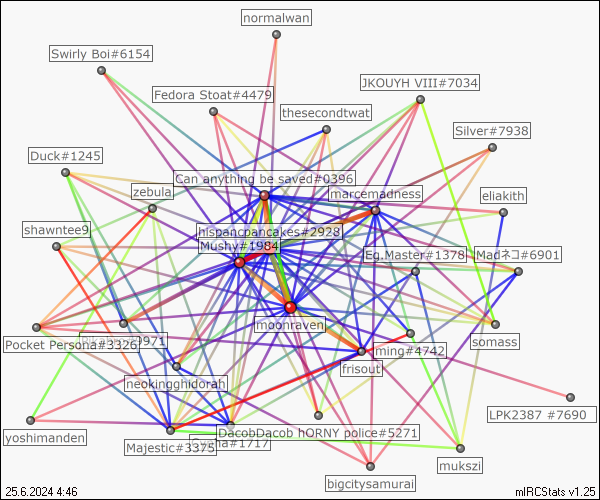 normalwan
Swirly Boi#6154
JKOUYH VIII#7034
Fedora Stoat#4479
thesecondtwat
Silver#7938
Duck#1245
Can anything be saved#0396
zebula
marcemadness
eliakith
shawntee9
hispancpancakes#2928
Mushy#1984
Eg.Master#1378
Madネコ#6901
moonraven
Pocket Persona#3326
#9971
ming#4742
somass
frisout
neokingghidorah
LPK2387 #7690
yoshimanden
DacobDacob hORNY police#5271
Majestic#3375
#1717
mukszi
bigcitysamurai
25.6.2024 4:46
mIRCStats v1.25